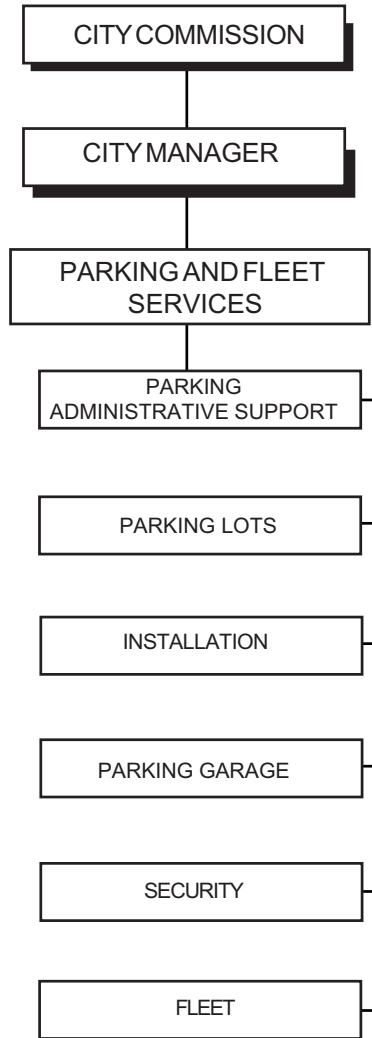 CITY COMMISSION
CITY MANAGER
PARKING AND FLEET
SERVICES
PARKING
ADMINISTRATIVE SUPPORT
PARKING LOTS
INSTALLATION
PARKING GARAGE
SECURITY
FLEET